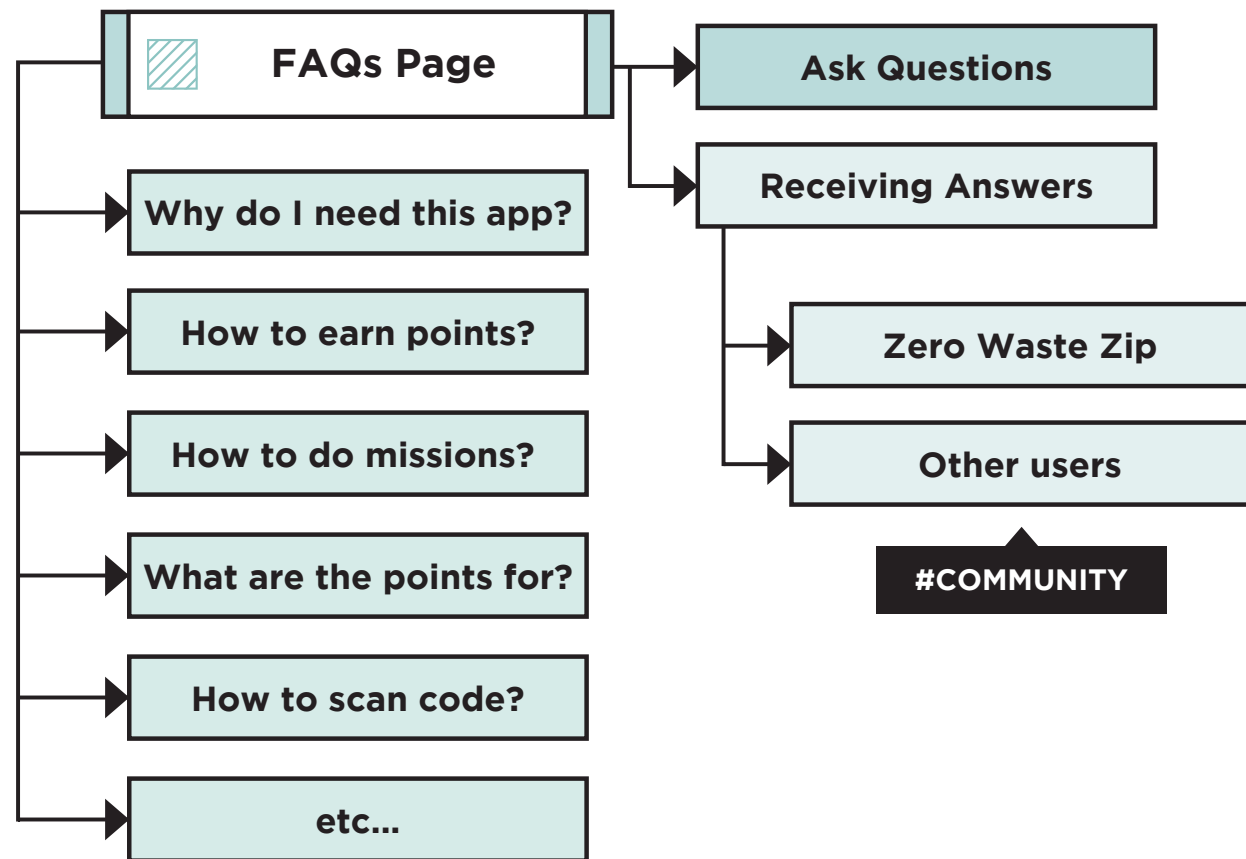 FAQs Page
Why do I need this app?
How to earn points?
How to do missions?
What are the points for?
How to scan code?
etc...
Ask Questions
Receiving Answers
Zero Waste Zip
Other users
#COMMUNITY